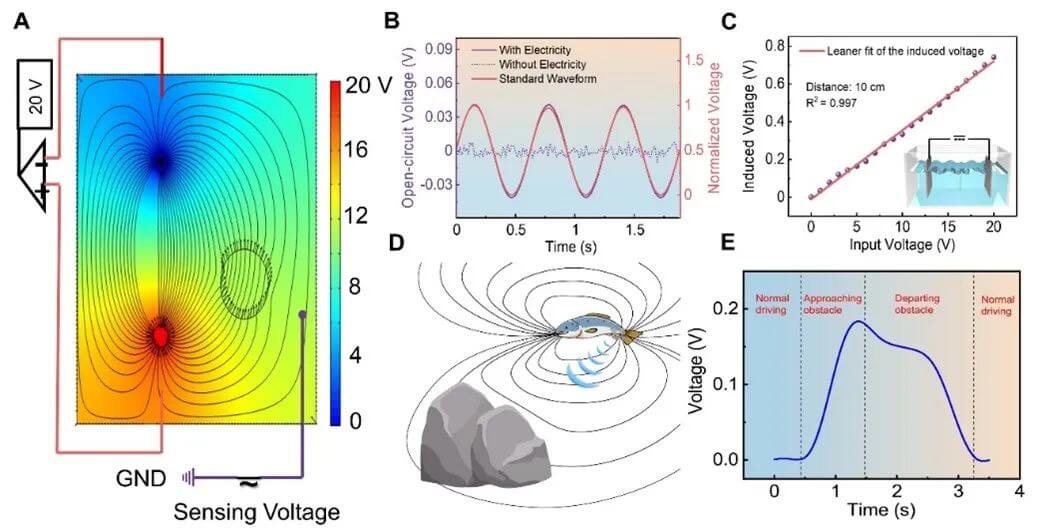 A
20 V
20 V
16
12
8
4
0
GND
Sensing Voltage
B
Open-circuit Voltage (V)
0.09
0.06
0.03
0
-0.03
With Electricity
Without Electricity
Standard Waveform
1.5
1
0.5
0
Normalized Voltage
0
0.5
1
1.5
Time (s)
C
Induced Voltage (V)
0.8
0.6
0.4
0.2
0.0
Leaner fit of the induced voltage
Distance: 10 cm
R² = 0.997
0
5
10
15
20
Input Voltage (V)
D
E
Voltage (V)
0.2
0.1
0.0
Normal
driving
Approaching
obstacle
Departing
obstacle
Normal
driving
0
1
2
3
4
Time (s)